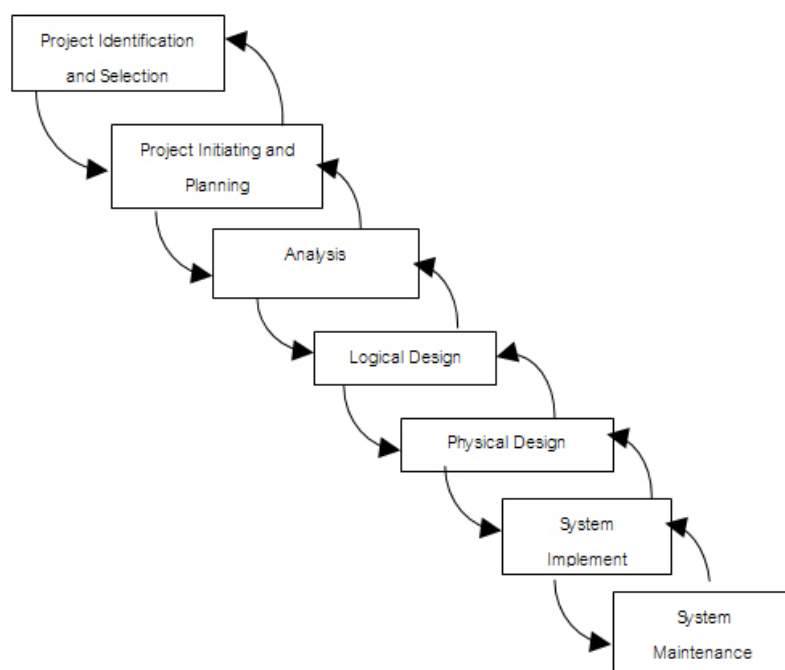 Project Identification
and Selection
Project Initiating and
Planning
Analysis
Logical Design
Physical Design
System
Implement
System
Maintenance